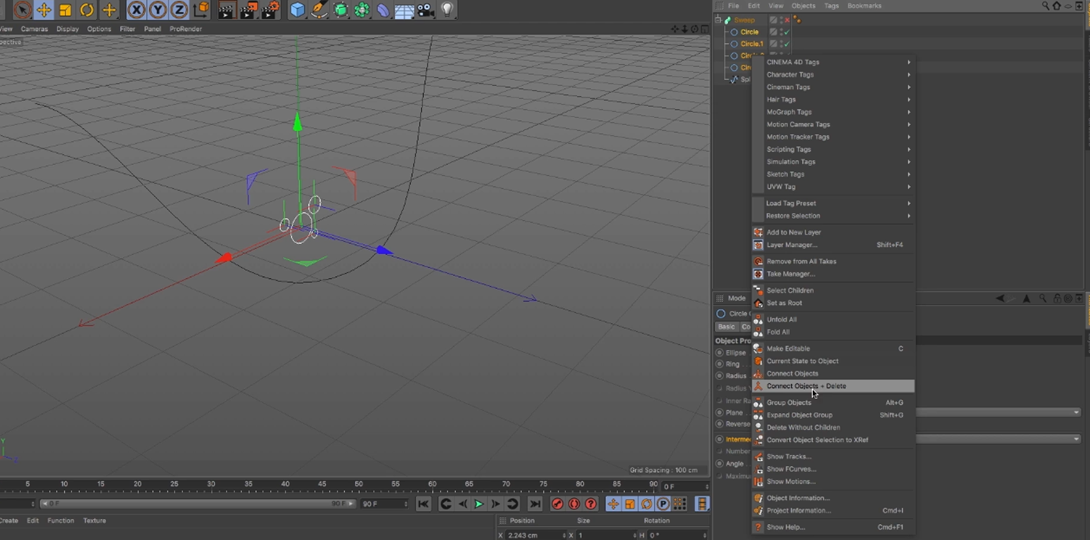 View Cameras Display Options Filter Panel ProRender
Grid Spacing : 100 cm
Y
5 10 15 20 25 30 35 40 45 50 55 60 65 70 75 80 85 90 0 F
0 F 90 F 90 F
Create Edit Function Texture
Position Size Rotation
X 2.243 cm X 1 H 0°
File Edit View Objects Tags Bookmarks
Sweep
Circle
Circle.1
CINEMA 4D Tags
Character Tags
Cineman Tags
Hair Tags
MoGraph Tags
Motion Camera Tags
Motion Tracker Tags
Scripting Tags
Simulation Tags
Sketch Tags
UVW Tag
Load Tag Preset
Restore Selection
Add to New Layer
Layer Manager... Shift+F4
Remove from All Takes
Take Manager...
Select Children
Set as Root
Unfold All
Fold All
Make Editable C
Current State to Object
Connect Objects
Connect Objects + Delete
Group Objects Alt+G
Expand Object Group Shift+G
Delete Without Children
Convert Object Selection to XRef
Show Tracks...
Show FCurves...
Show Motions...
Object Information...
Project Information... Cmd+I
Show Help... Cmd+F1
Mode
Circle
Basic Co
Object Pro
Ellipse
Ring
Radius
Radius
Inner Ra
Plane
Reverse
Interme
Number
Angle
Maximu